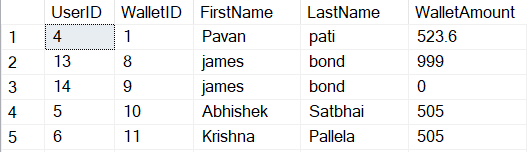 UserID WalletID FirstName LastName WalletAmount
1 4 1 Pavan pati 523.6
2 13 8 james bond 999
3 14 9 james bond 0
4 5 10 Abhishek Satbhai 505
5 6 11 Krishna Pallela 505